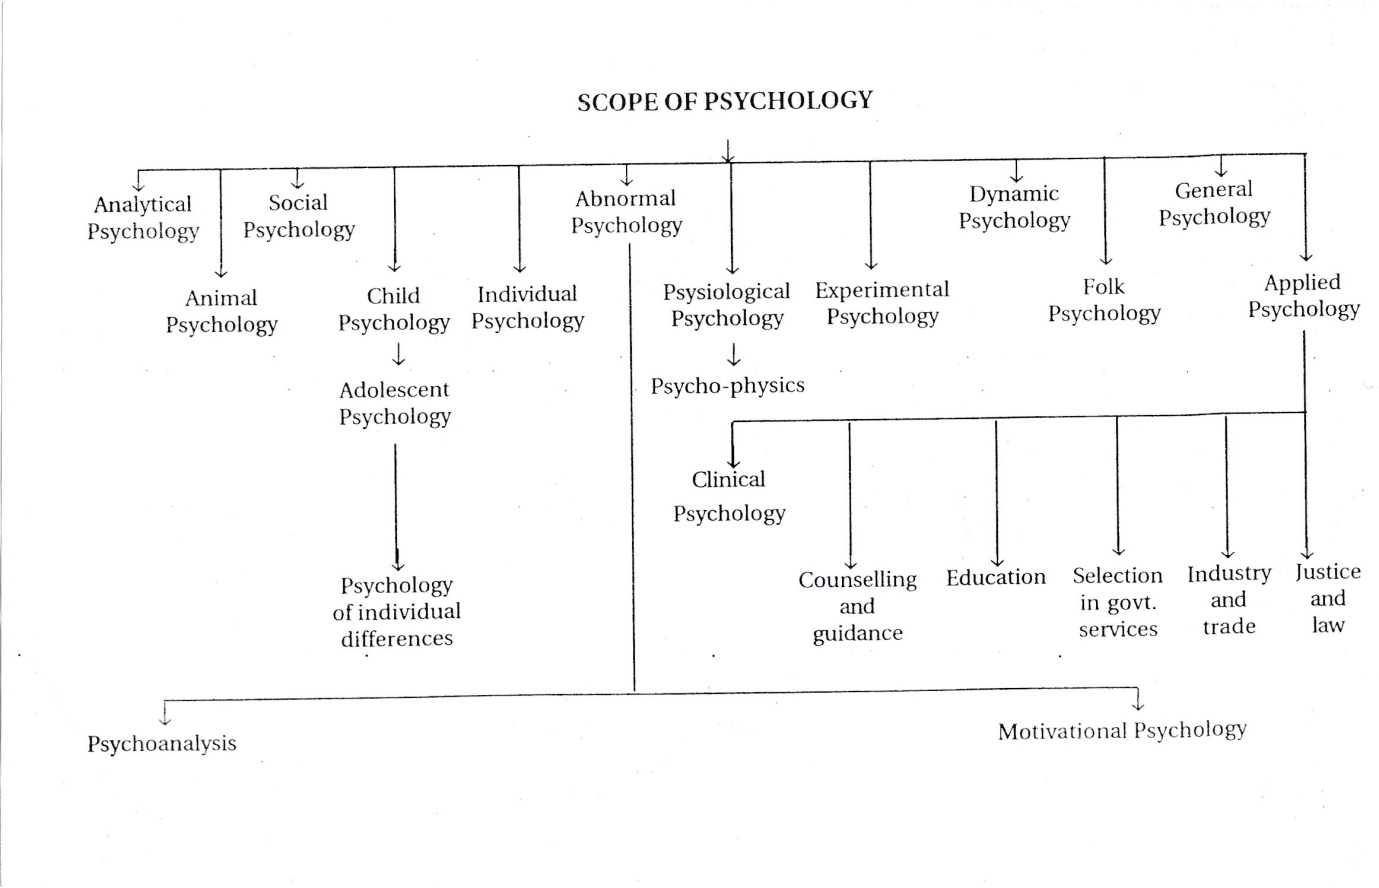 SCOPE OF PSYCHOLOGY
Analytical
Psychology
Social
Psychology
Abnormal
Psychology
Dynamic
Psychology
General
Psychology
Animal
Psychology
Child
Psychology
Individual
Psychology
Psysiological
Psychology
Experimental
Psychology
Folk
Psychology
Applied
Psychology
Adolescent
Psychology
Psycho-physics
Clinical
Psychology
Psychology
of individual
differences
Counselling
and
guidance
Education
Selection
in govt.
services
Industry
and
trade
Justice
and
law
Psychoanalysis
Motivational Psychology